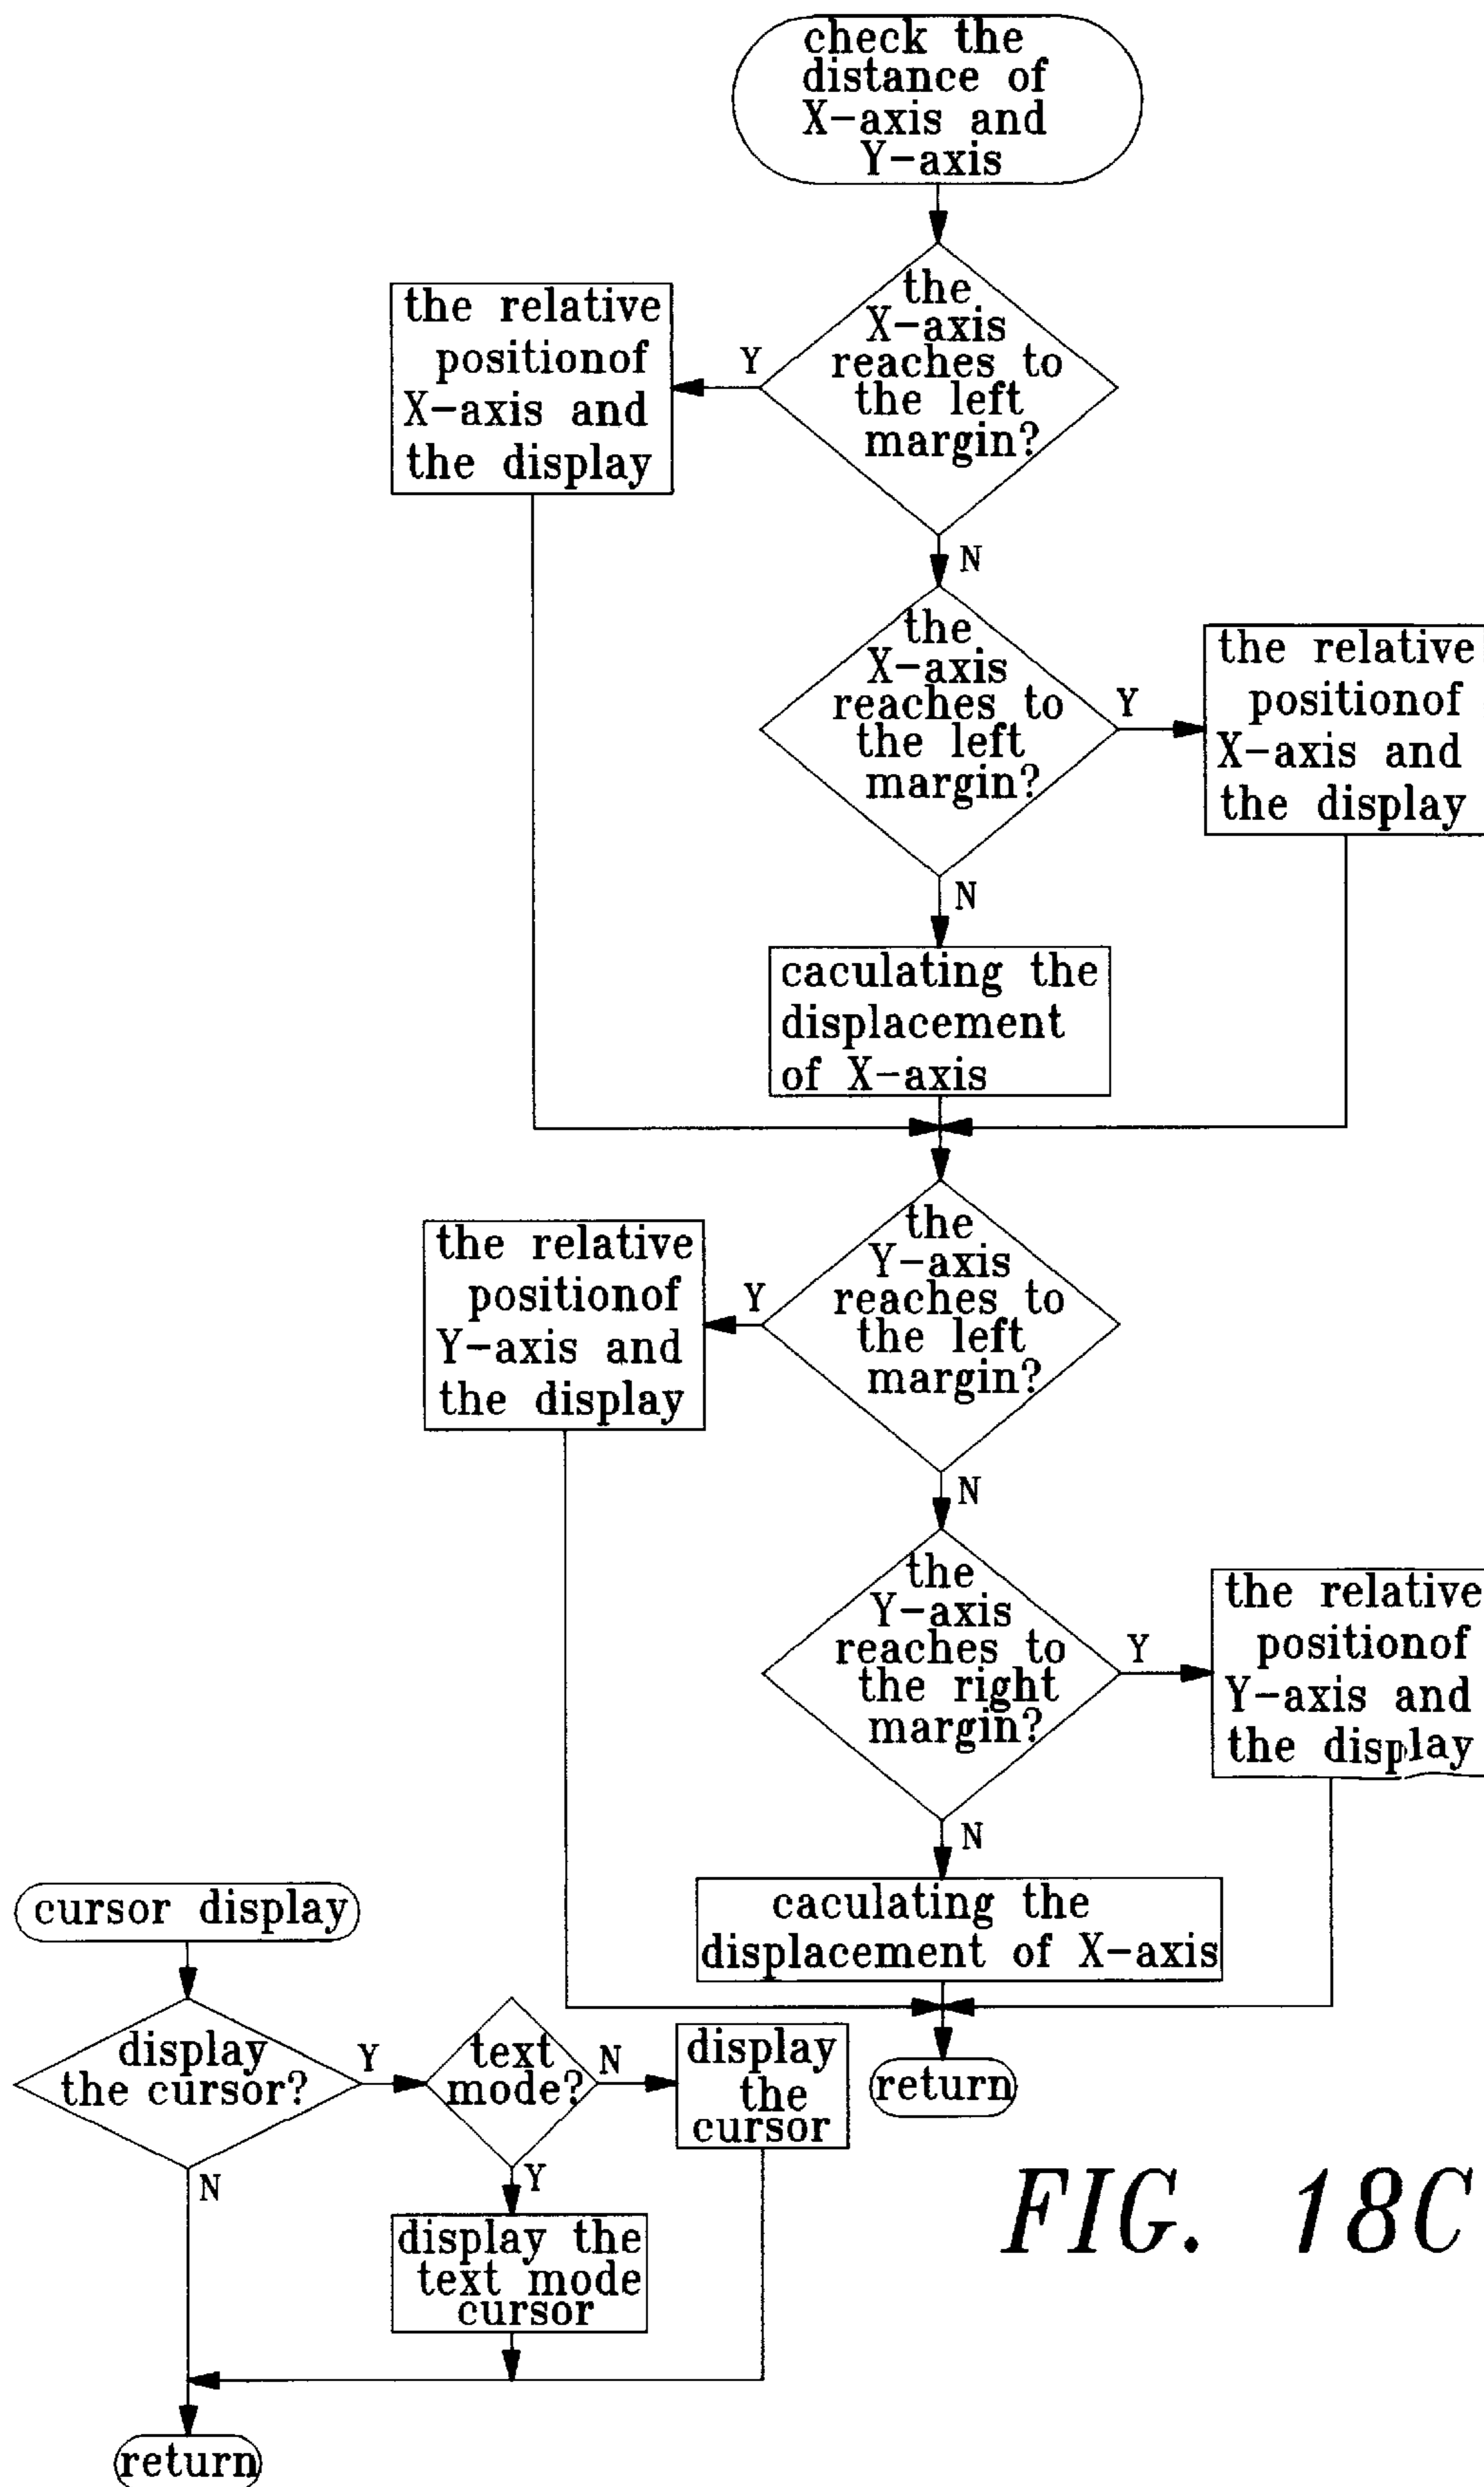 check the
distance of
X-axis and
Y-axis
the
X-axis
reaches to
the left
margin?
Y
the relative
positionof
X-axis and
the display
N
the
X-axis
reaches to
the left
margin?
Y
the relative
positionof
X-axis and
the display
N
caculating the
displacement
of X-axis
the
Y-axis
reaches to
the left
margin?
Y
the relative
positionof
Y-axis and
the display
N
the
Y-axis
reaches to
the right
margin?
Y
the relative
positionof
Y-axis and
the display
N
caculating the
displacement of X-axis
return
cursor display
display
the cursor?
Y
text
mode?
N
display
the
cursor
N
Y
display the
text mode
cursor
return
FIG. 18C